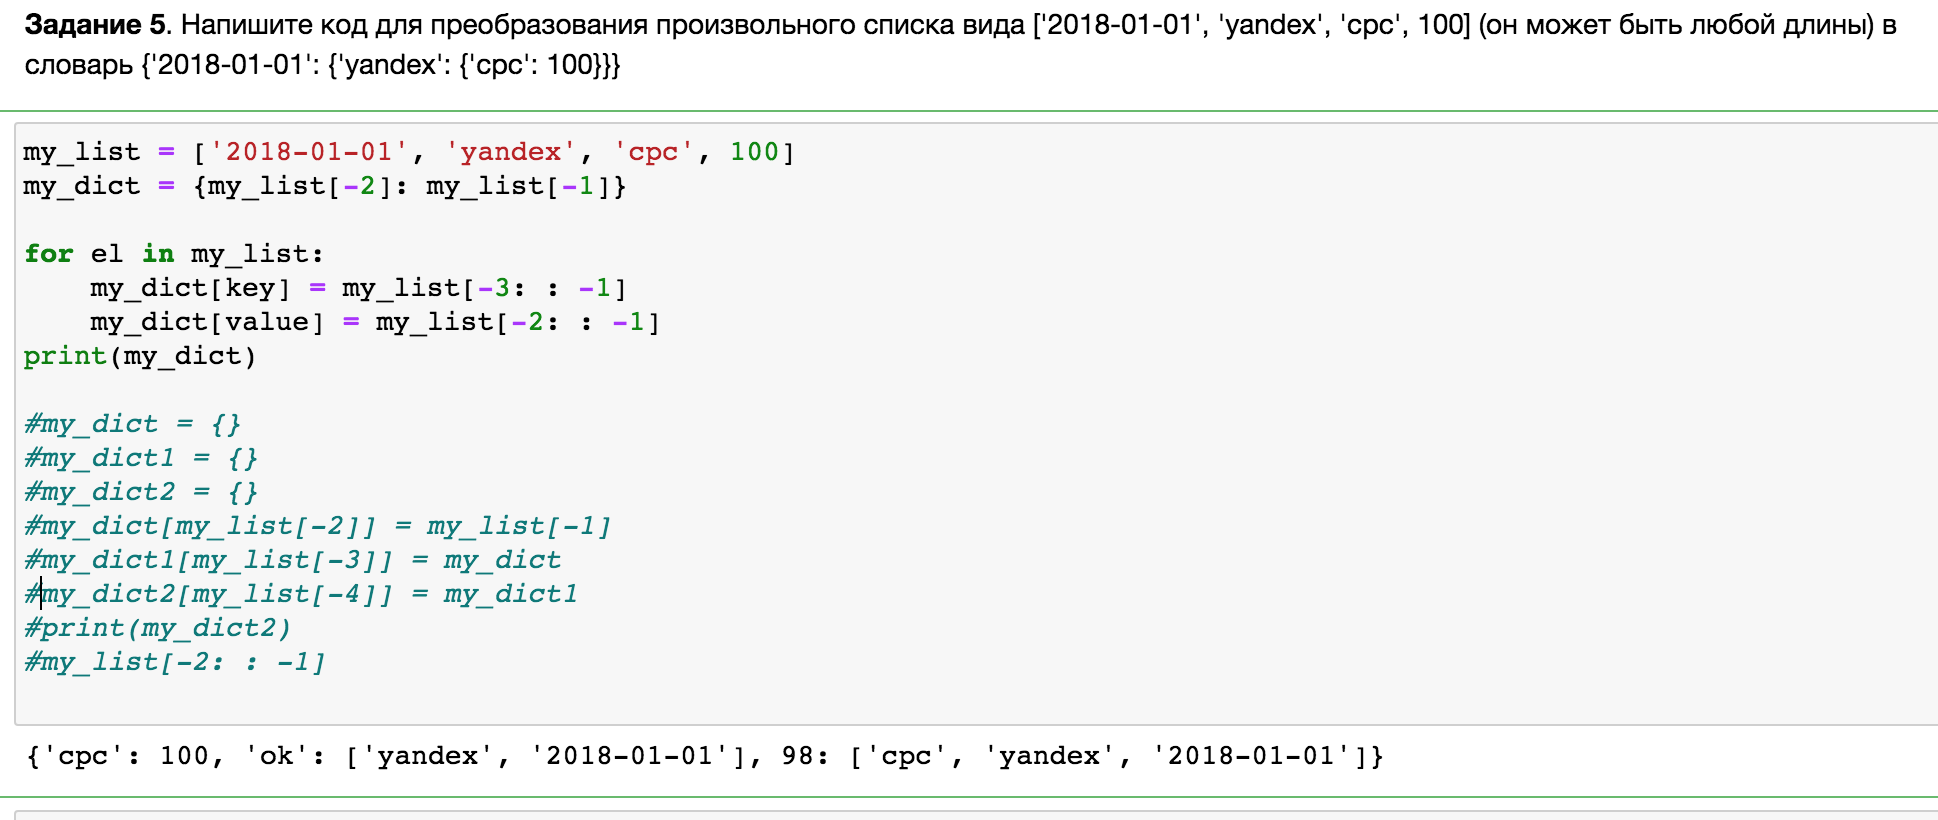 Задание 5. Напишите код для преобразования произвольного списка вида ['2018-01-01', 'yandex', 'cpc', 100] (он может быть любой длины) в
словарь {'2018-01-01': {'yandex': {'cpc': 100}}}
my_list = ['2018-01-01', 'yandex', 'cpc', 100]
my_dict = {my_list[-2]: my_list[-1]}
for el in my_list:
    my_dict[key] = my_list[-3: : -1]
    my_dict[value] = my_list[-2: : -1]
print(my_dict)
#my_dict = {}
#my_dict1 = {}
#my_dict2 = {}
#my_dict[my_list[-2]] = my_list[-1]
#my_dict1[my_list[-3]] = my_dict
#my_dict2[my_list[-4]] = my_dict1
#print(my_dict2)
#my_list[-2: : -1]
{'cpc': 100, 'ok': ['yandex', '2018-01-01'], 98: ['cpc', 'yandex', '2018-01-01']}